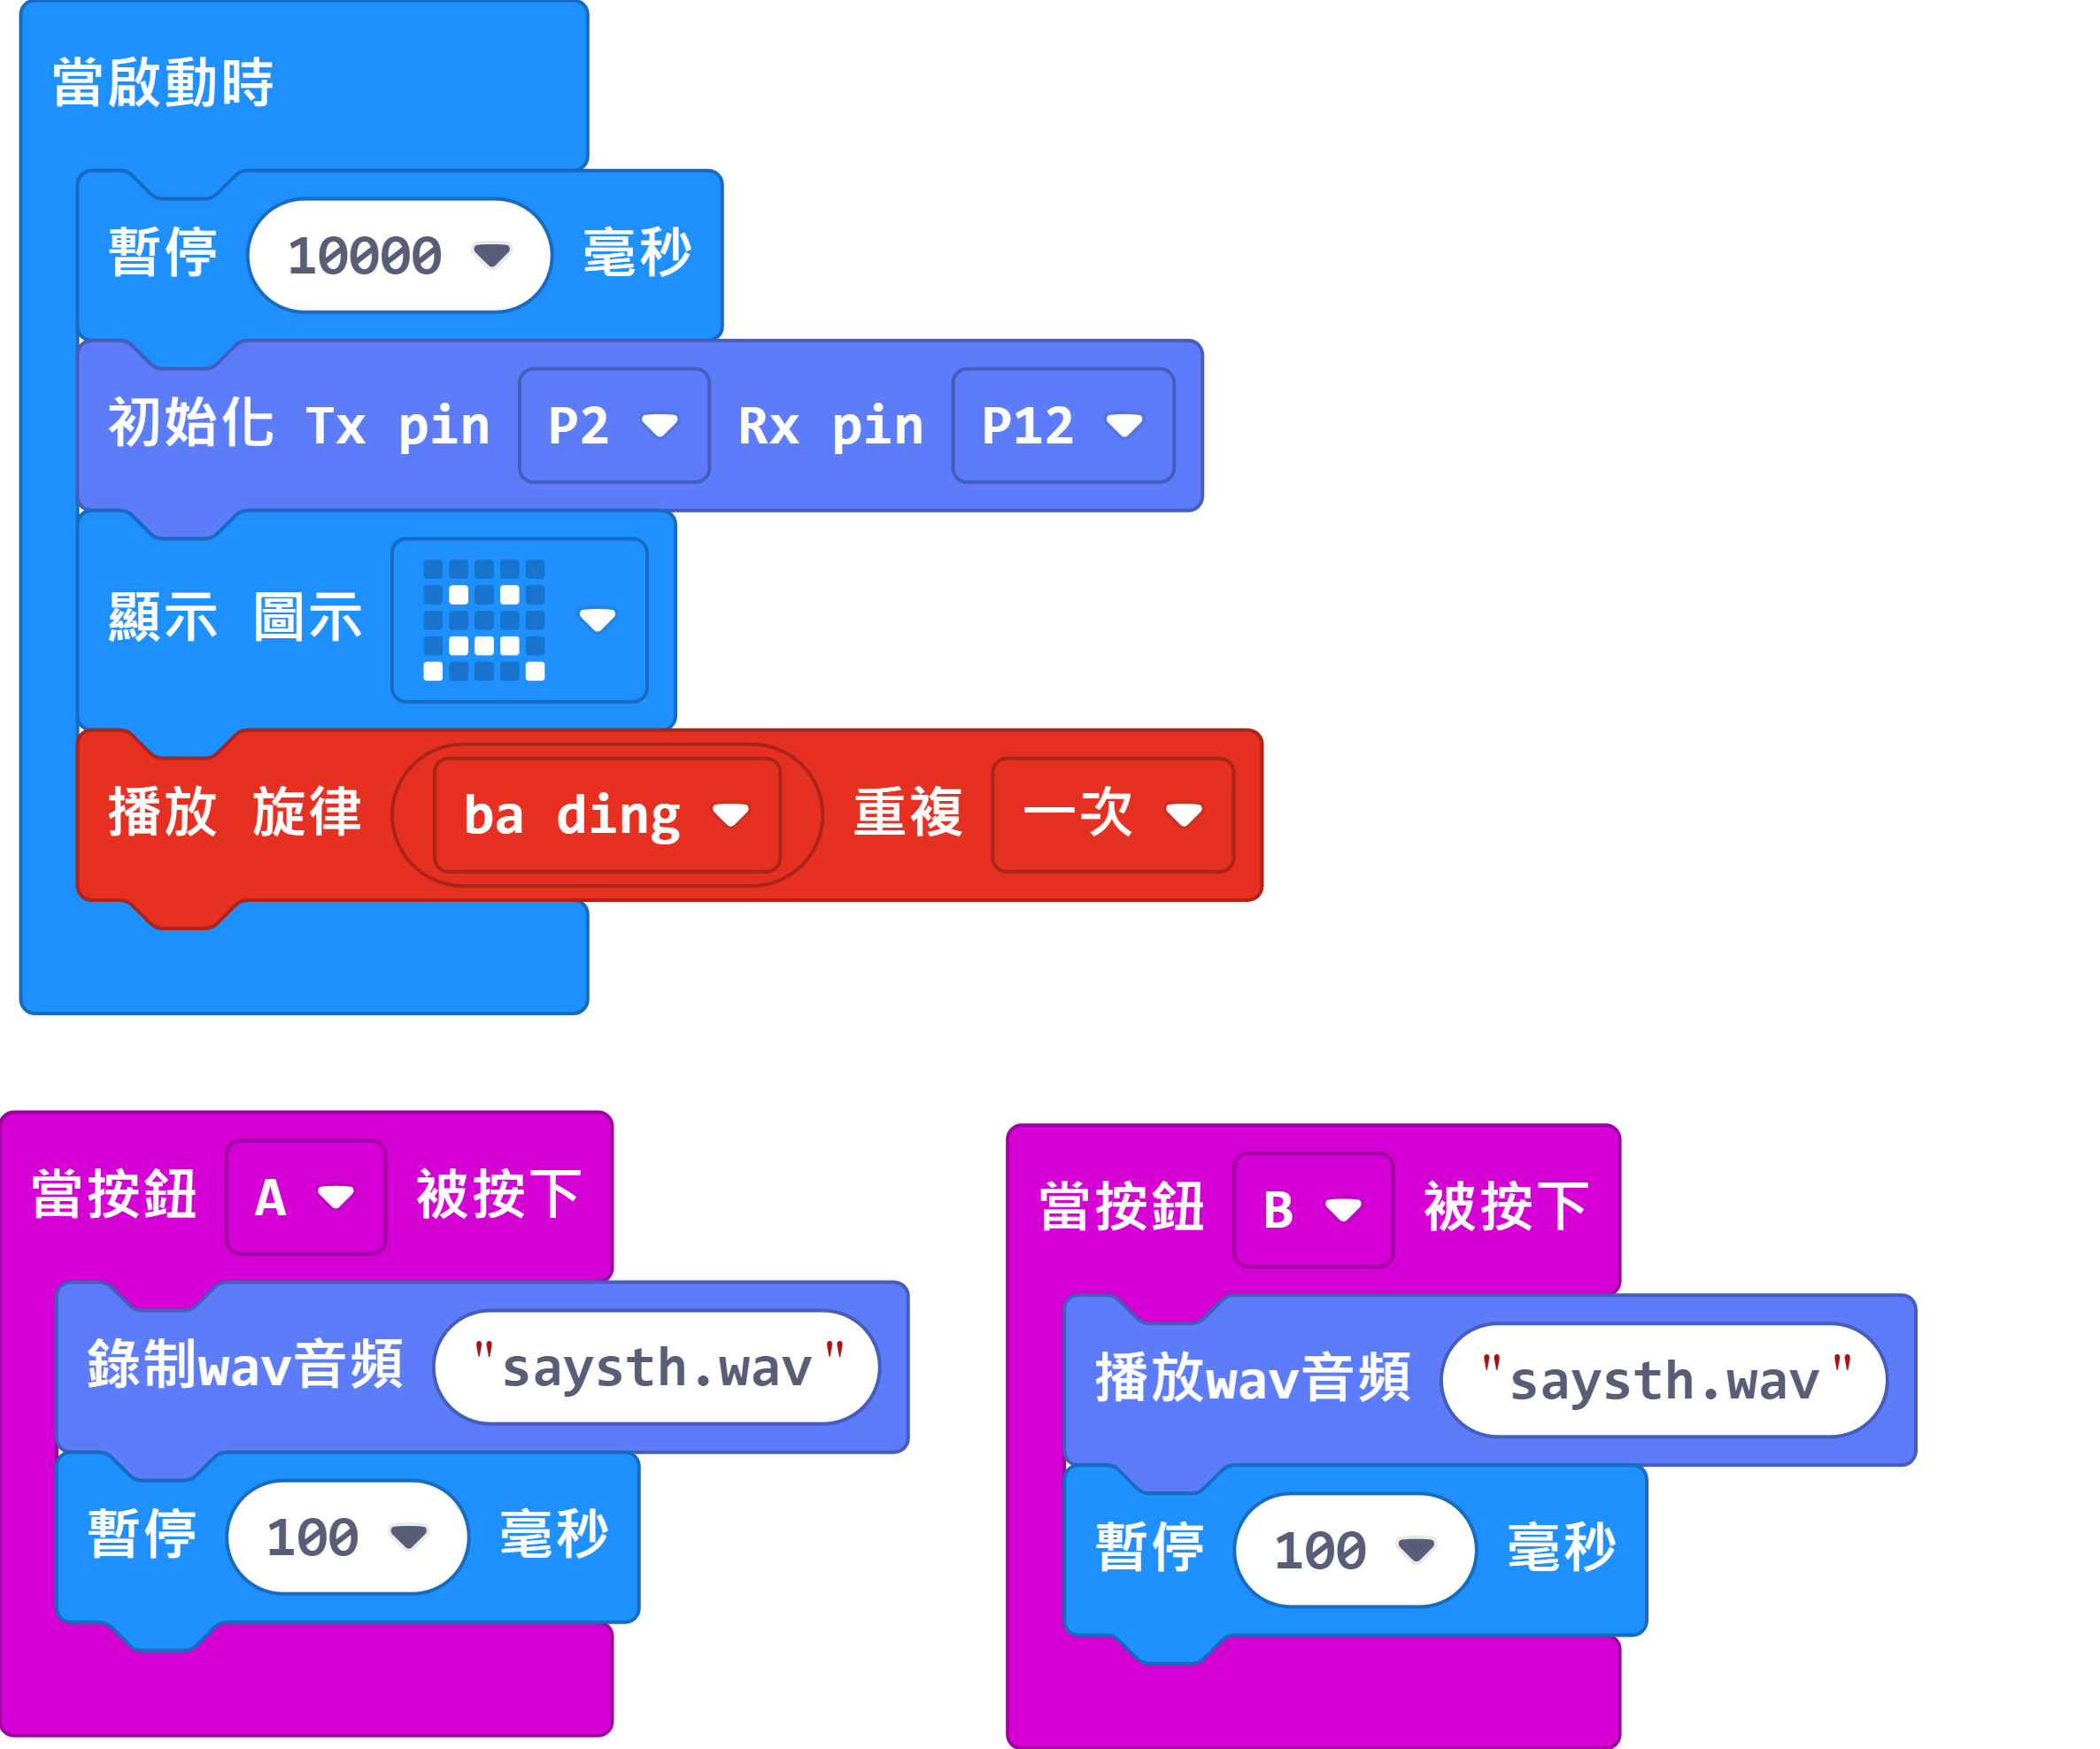 當啟動時
暫停 10000 毫秒
初始化 Tx pin P2 Rx pin P12
顯示 圖示
播放 旋律 ba ding 重複 一次
當按鈕 A 被按下
錄制wav音頻 "saysth.wav"
暫停 100 毫秒
當按鈕 B 被按下
播放wav音頻 "saysth.wav"
暫停 100 毫秒